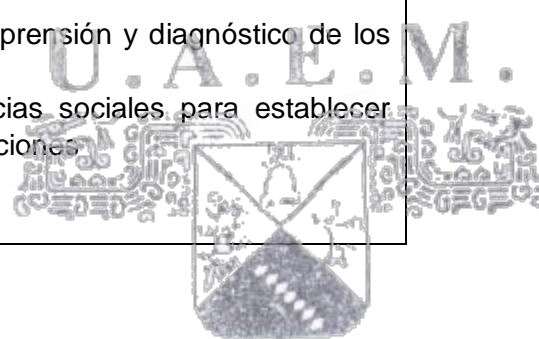 prensión y diagnóstico de los
U. A. E. M.
cias sociales para establecer
ciones